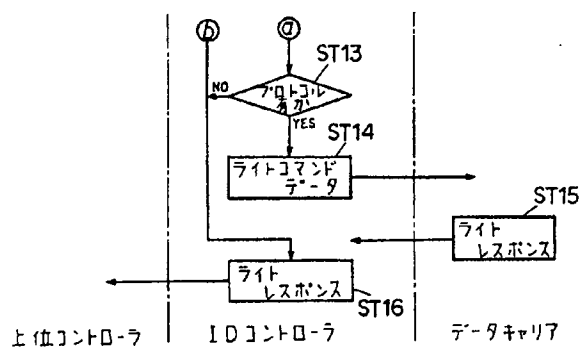 ⓑ ⓐ
ST13
プロトコル
有か
NO
YES
ST14
ライトコマンド
データ
ST15
ライト
レスポンス
ライト
レスポンス
ST16
上位コントローラ
IDコントローラ
データキャリア